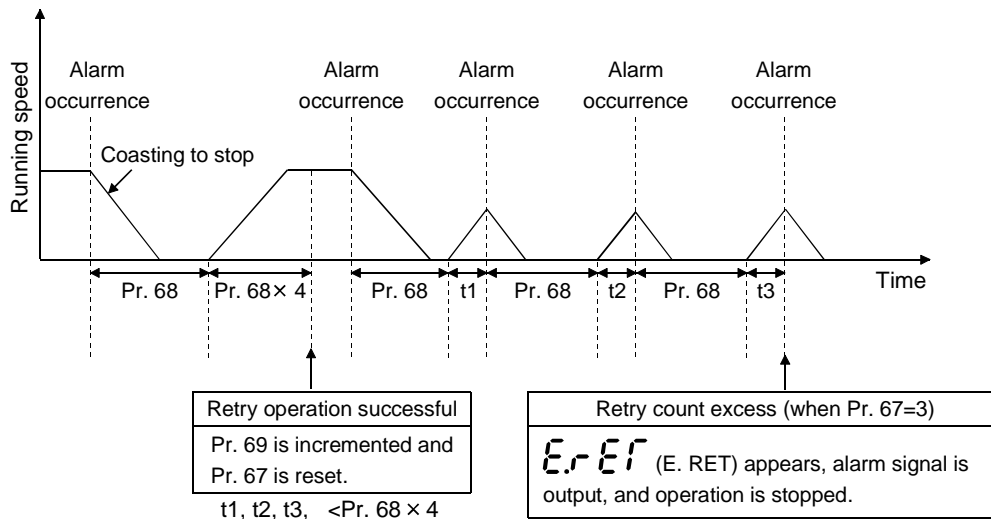 Running speed
Alarm
occurrence
Alarm
occurrence
Alarm
occurrence
Alarm
occurrence
Alarm
occurrence
Coasting to stop
Pr. 68
Pr. 68 × 4
Pr. 68
t1
Pr. 68
t2
Pr. 68
t3
Time
Retry operation successful
Pr. 69 is incremented and
Pr. 67 is reset.
t1, t2, t3, <Pr. 68 × 4
Retry count excess (when Pr. 67=3)
E.rET (E. RET) appears, alarm signal is
output, and operation is stopped.